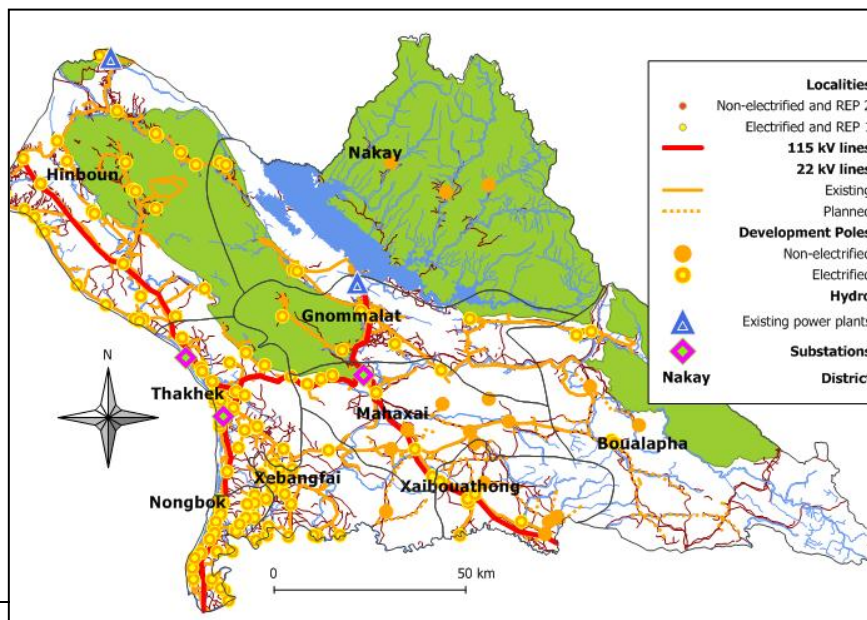 Localities
Non-electrified and REP 2
Electrified and REP 1
115 kV lines
22 kV lines
Existing
Planned
Development Poles
Non-electrified
Electrified
Hydro
Existing power plants
Substations
Nakay District
Nakay
Hinboun
Gnommalat
Thakhek
Manaxai
Boualapha
Xebangfai
Xaibouathong
Nongbok
N
0 50 km